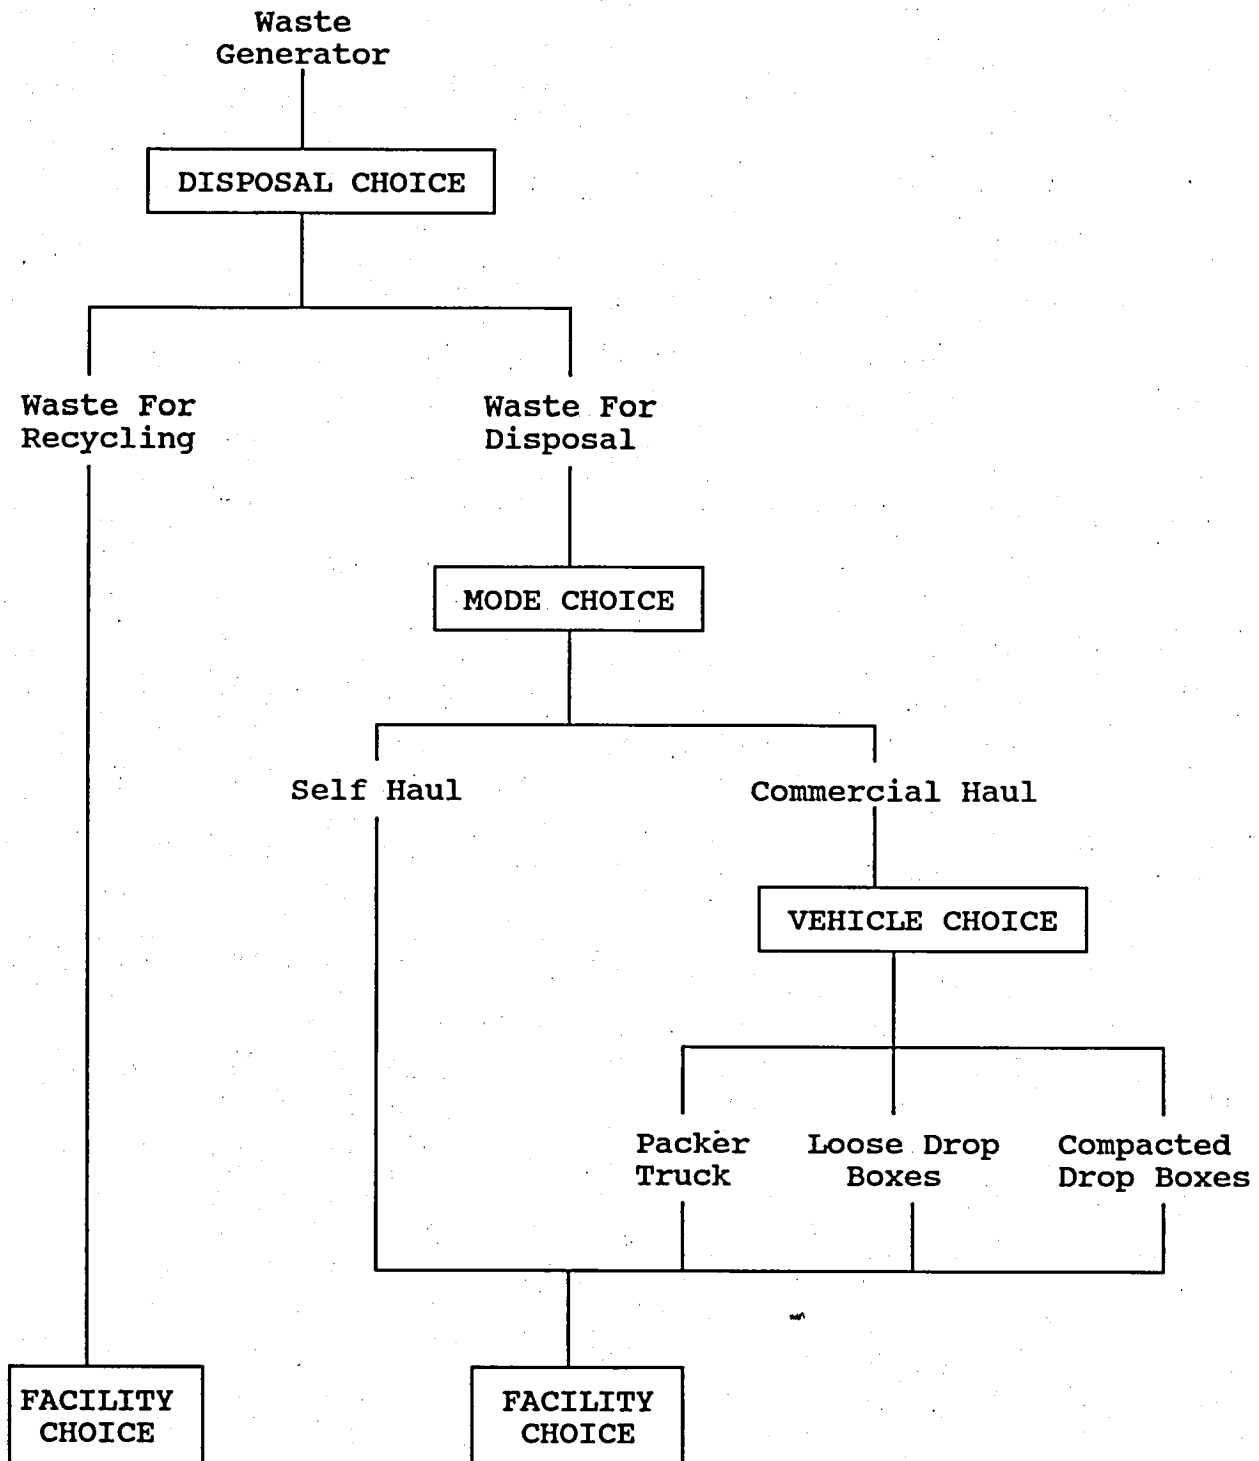 Waste
Generator
DISPOSAL CHOICE
Waste For
Recycling
Waste For
Disposal
MODE CHOICE
Self Haul
Commercial Haul
VEHICLE CHOICE
Packer
Truck
Loose Drop
Boxes
Compacted
Drop Boxes
FACILITY
CHOICE
FACILITY
CHOICE